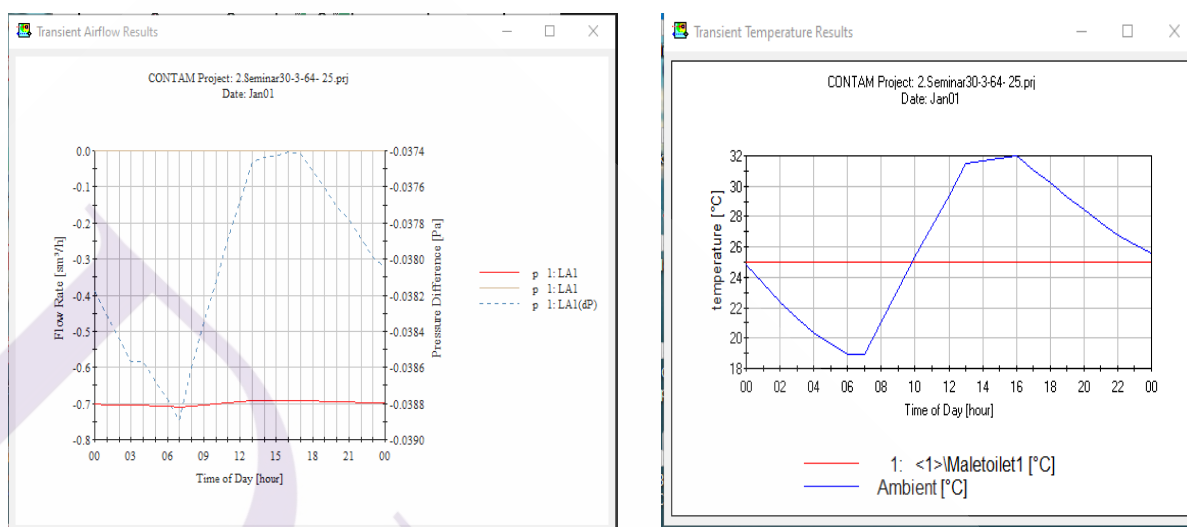 Transient Airflow Results
CONTAM Project: 2.Seminar30-3-64- 25.prj
Date: Jan01
0.0
-0.1
-0.2
-0.3
-0.4
-0.5
-0.6
-0.7
-0.8
Flow Rate [sm³/h]
-0.0374
-0.0376
-0.0378
-0.0380
-0.0382
-0.0384
-0.0386
-0.0388
-0.0390
Pressure Difference [Pa]
00 03 06 09 12 15 18 21 00
Time of Day [hour]
p 1: LA1
p 1: LA1
p 1: LA1(dP)
Transient Temperature Results
CONTAM Project: 2.Seminar30-3-64- 25.prj
Date: Jan01
32
30
28
26
24
22
20
18
temperature [°C]
00 02 04 06 08 10 12 14 16 18 20 22 00
Time of Day [hour]
1: <1>\Maletoilet1 [°C]
Ambient [°C]